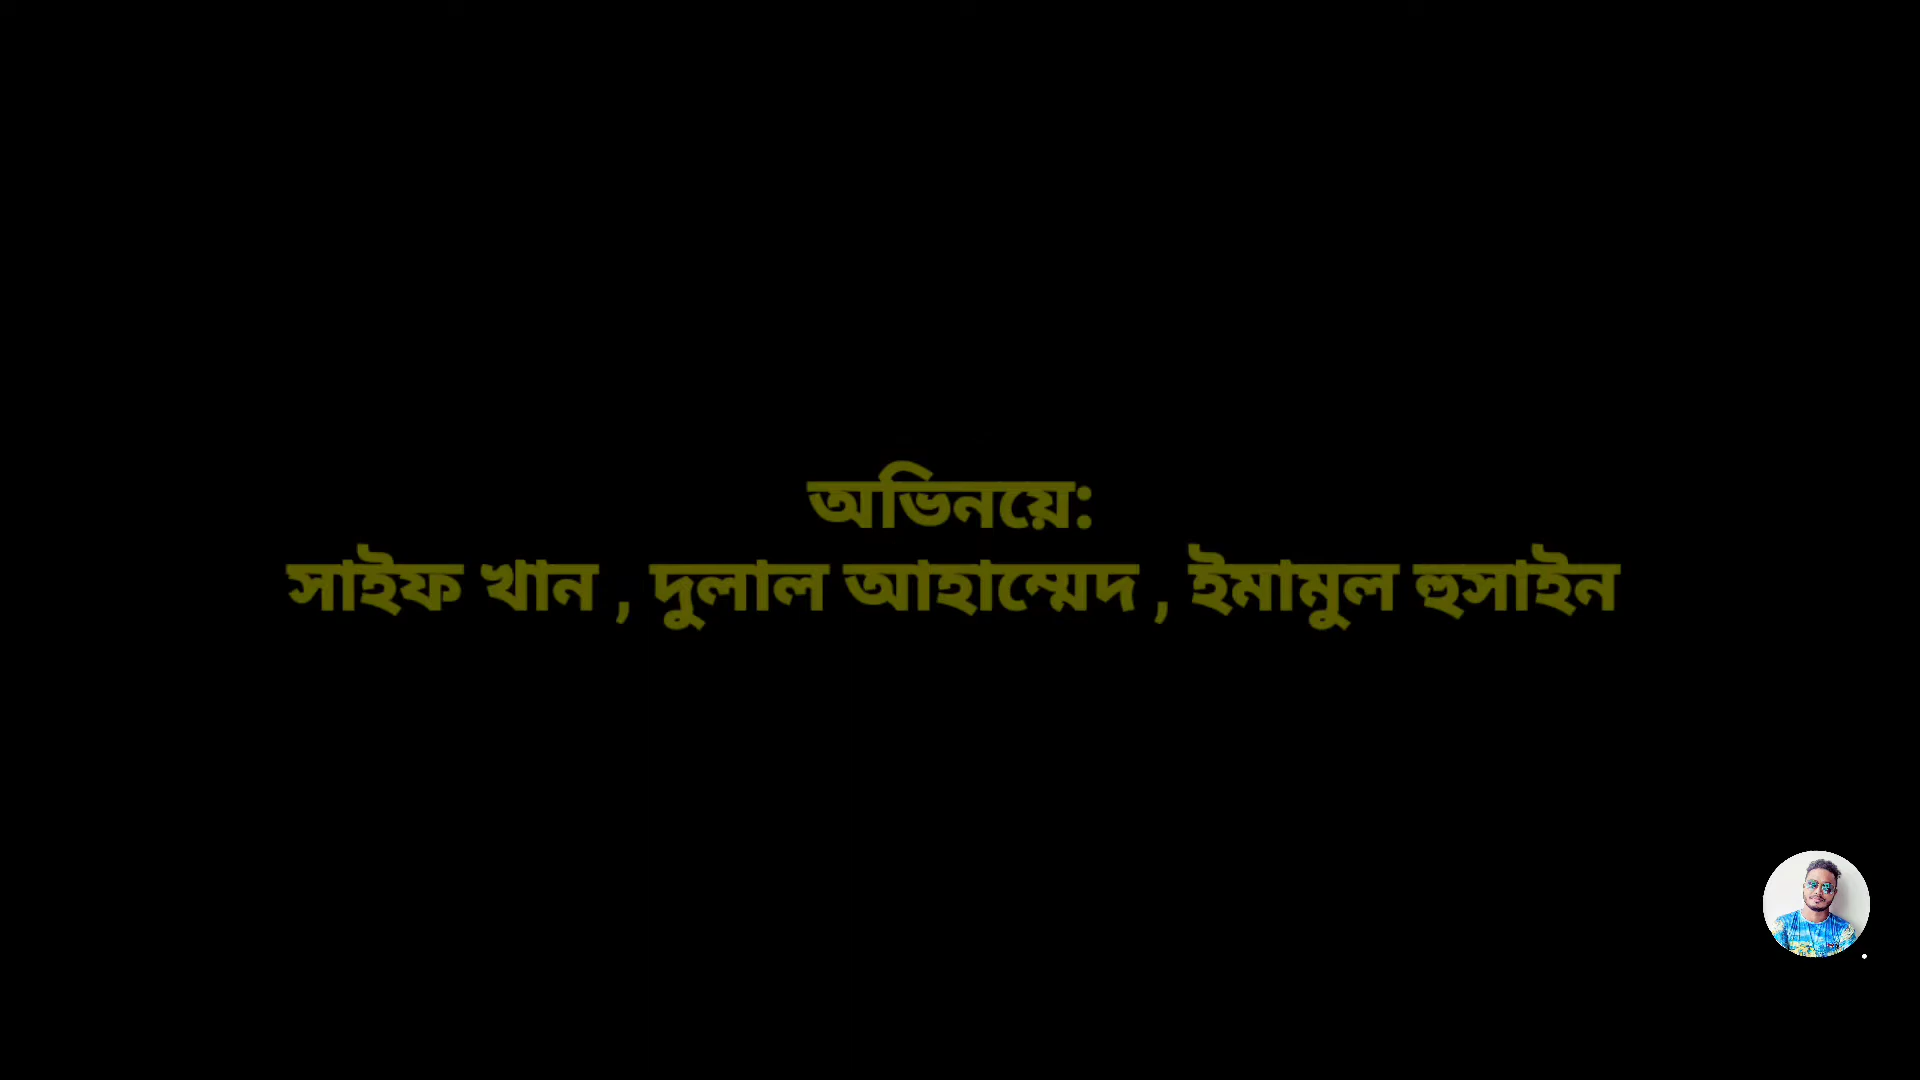 অভিনয়ে:
সাইফ খান , দুলাল আহাম্মেদ , ইমামুল হুসাইন